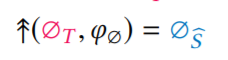 ↟(∅_T, φ_∅) = ∅_Ŝ